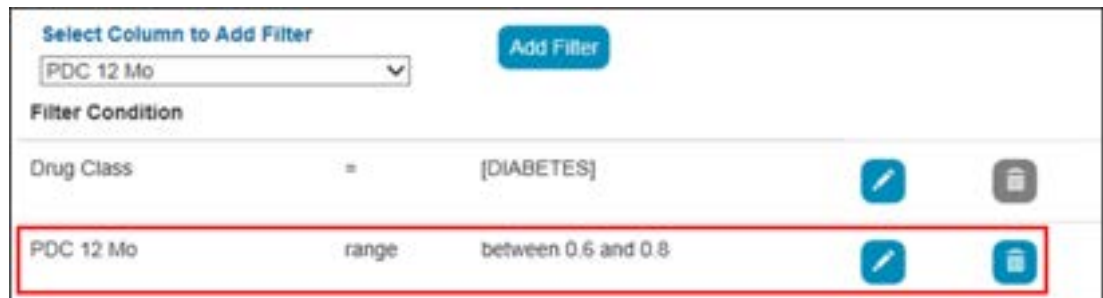 Select Column to Add Filter
Add Filter
PDC 12 Mo
Filter Condition
Drug Class = [DIABETES]
PDC 12 Mo range between 0.6 and 0.8